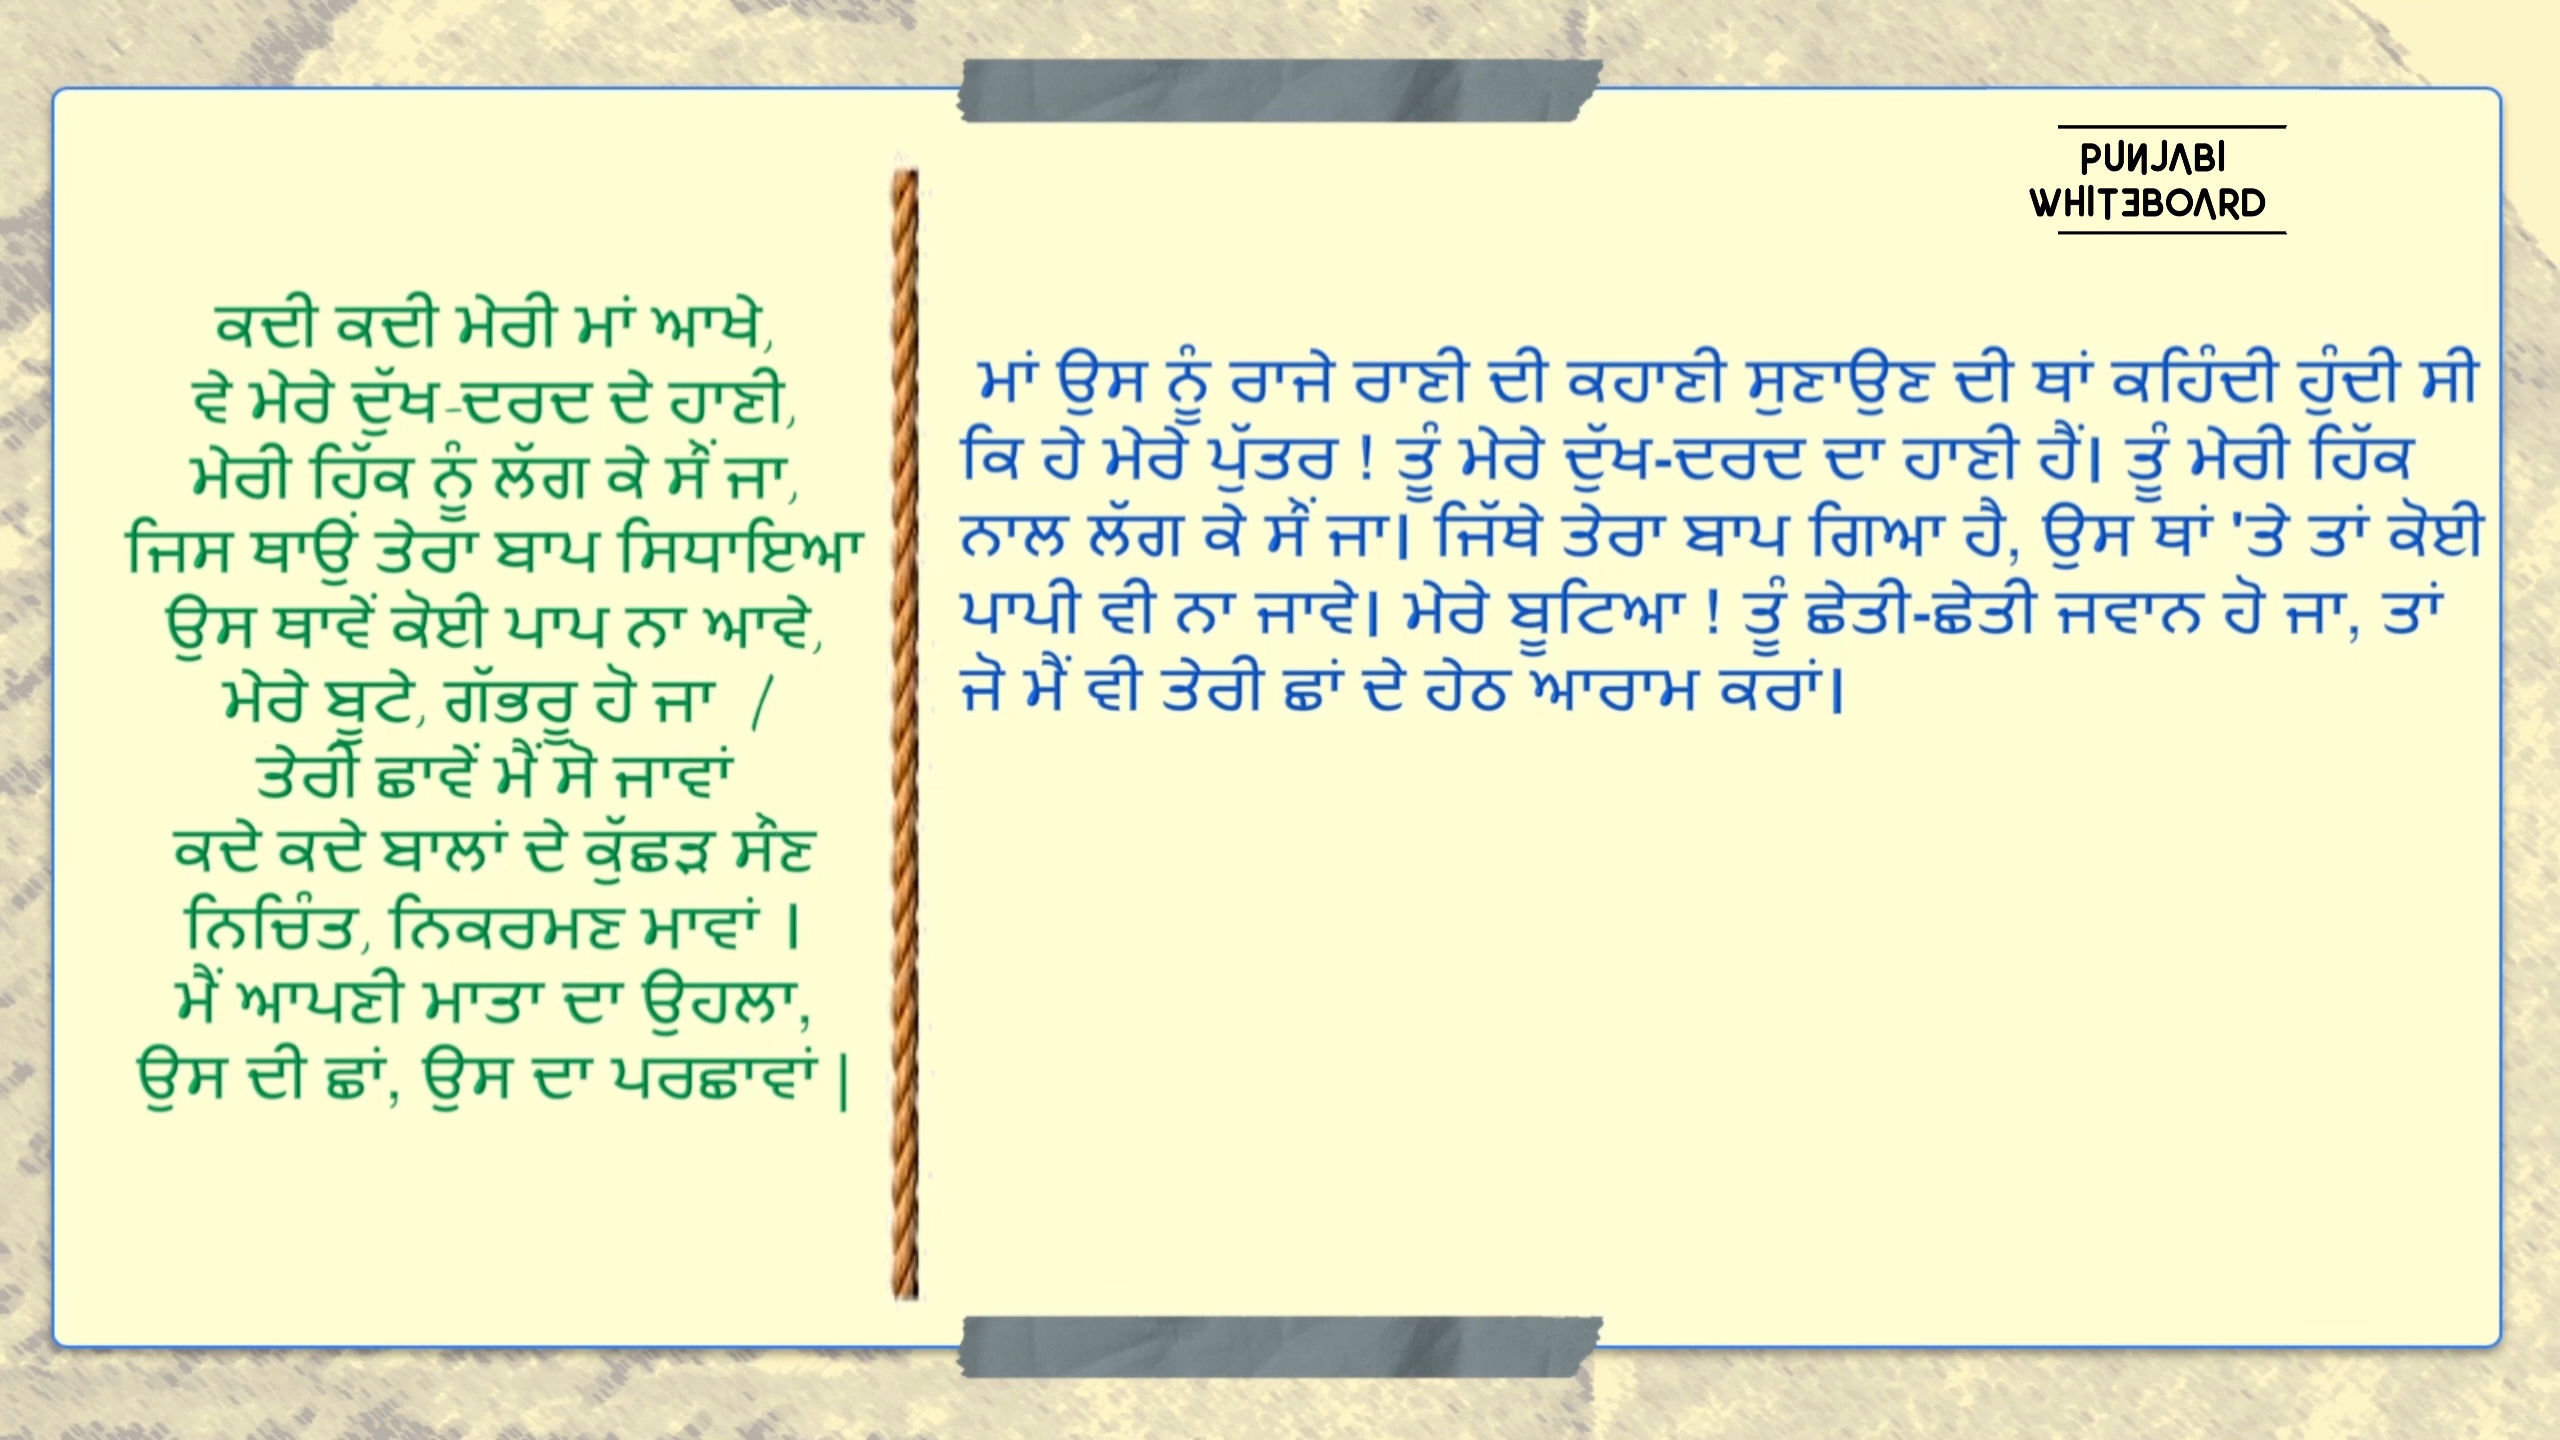 PUNJABI
WHITEBOARD
ਕਦੀ ਕਦੀ ਮੇਰੀ ਮਾਂ ਆਖੇ,
ਵੇ ਮੇਰੇ ਦੁੱਖ-ਦਰਦ ਦੇ ਹਾਣੀ,
ਮੇਰੀ ਹਿੱਕ ਨੂੰ ਲੱਗ ਕੇ ਸੌਂ ਜਾ,
ਜਿਸ ਥਾਉਂ ਤੇਰਾ ਬਾਪ ਸਿਧਾਇਆ
ਉਸ ਥਾਵੇਂ ਕੋਈ ਪਾਪ ਨਾ ਆਵੇ,
ਮੇਰੇ ਬੂਟੇ, ਗੱਭਰੂ ਹੋ ਜਾ /
ਤੇਰੀ ਛਾਵੇਂ ਮੈਂ ਸੋ ਜਾਵਾਂ
ਕਦੇ ਕਦੇ ਬਾਲਾਂ ਦੇ ਕੁੱਛੜ ਸੌਣ
ਨਿਚਿੰਤ, ਨਿਕਰਮਣ ਮਾਵਾਂ ।
ਮੈਂ ਆਪਣੀ ਮਾਤਾ ਦਾ ਉਹਲਾ,
ਉਸ ਦੀ ਛਾਂ, ਉਸ ਦਾ ਪਰਛਾਵਾਂ |
ਮਾਂ ਉਸ ਨੂੰ ਰਾਜੇ ਰਾਣੀ ਦੀ ਕਹਾਣੀ ਸੁਣਾਉਣ ਦੀ ਥਾਂ ਕਹਿੰਦੀ ਹੁੰਦੀ ਸੀ
ਕਿ ਹੇ ਮੇਰੇ ਪੁੱਤਰ ! ਤੂੰ ਮੇਰੇ ਦੁੱਖ-ਦਰਦ ਦਾ ਹਾਣੀ ਹੈਂ। ਤੂੰ ਮੇਰੀ ਹਿੱਕ
ਨਾਲ ਲੱਗ ਕੇ ਸੌਂ ਜਾ। ਜਿੱਥੇ ਤੇਰਾ ਬਾਪ ਗਿਆ ਹੈ, ਉਸ ਥਾਂ 'ਤੇ ਤਾਂ ਕੋਈ
ਪਾਪੀ ਵੀ ਨਾ ਜਾਵੇ। ਮੇਰੇ ਬੂਟਿਆ ! ਤੂੰ ਛੇਤੀ-ਛੇਤੀ ਜਵਾਨ ਹੋ ਜਾ, ਤਾਂ
ਜੋ ਮੈਂ ਵੀ ਤੇਰੀ ਛਾਂ ਦੇ ਹੇਠ ਆਰਾਮ ਕਰਾਂ।